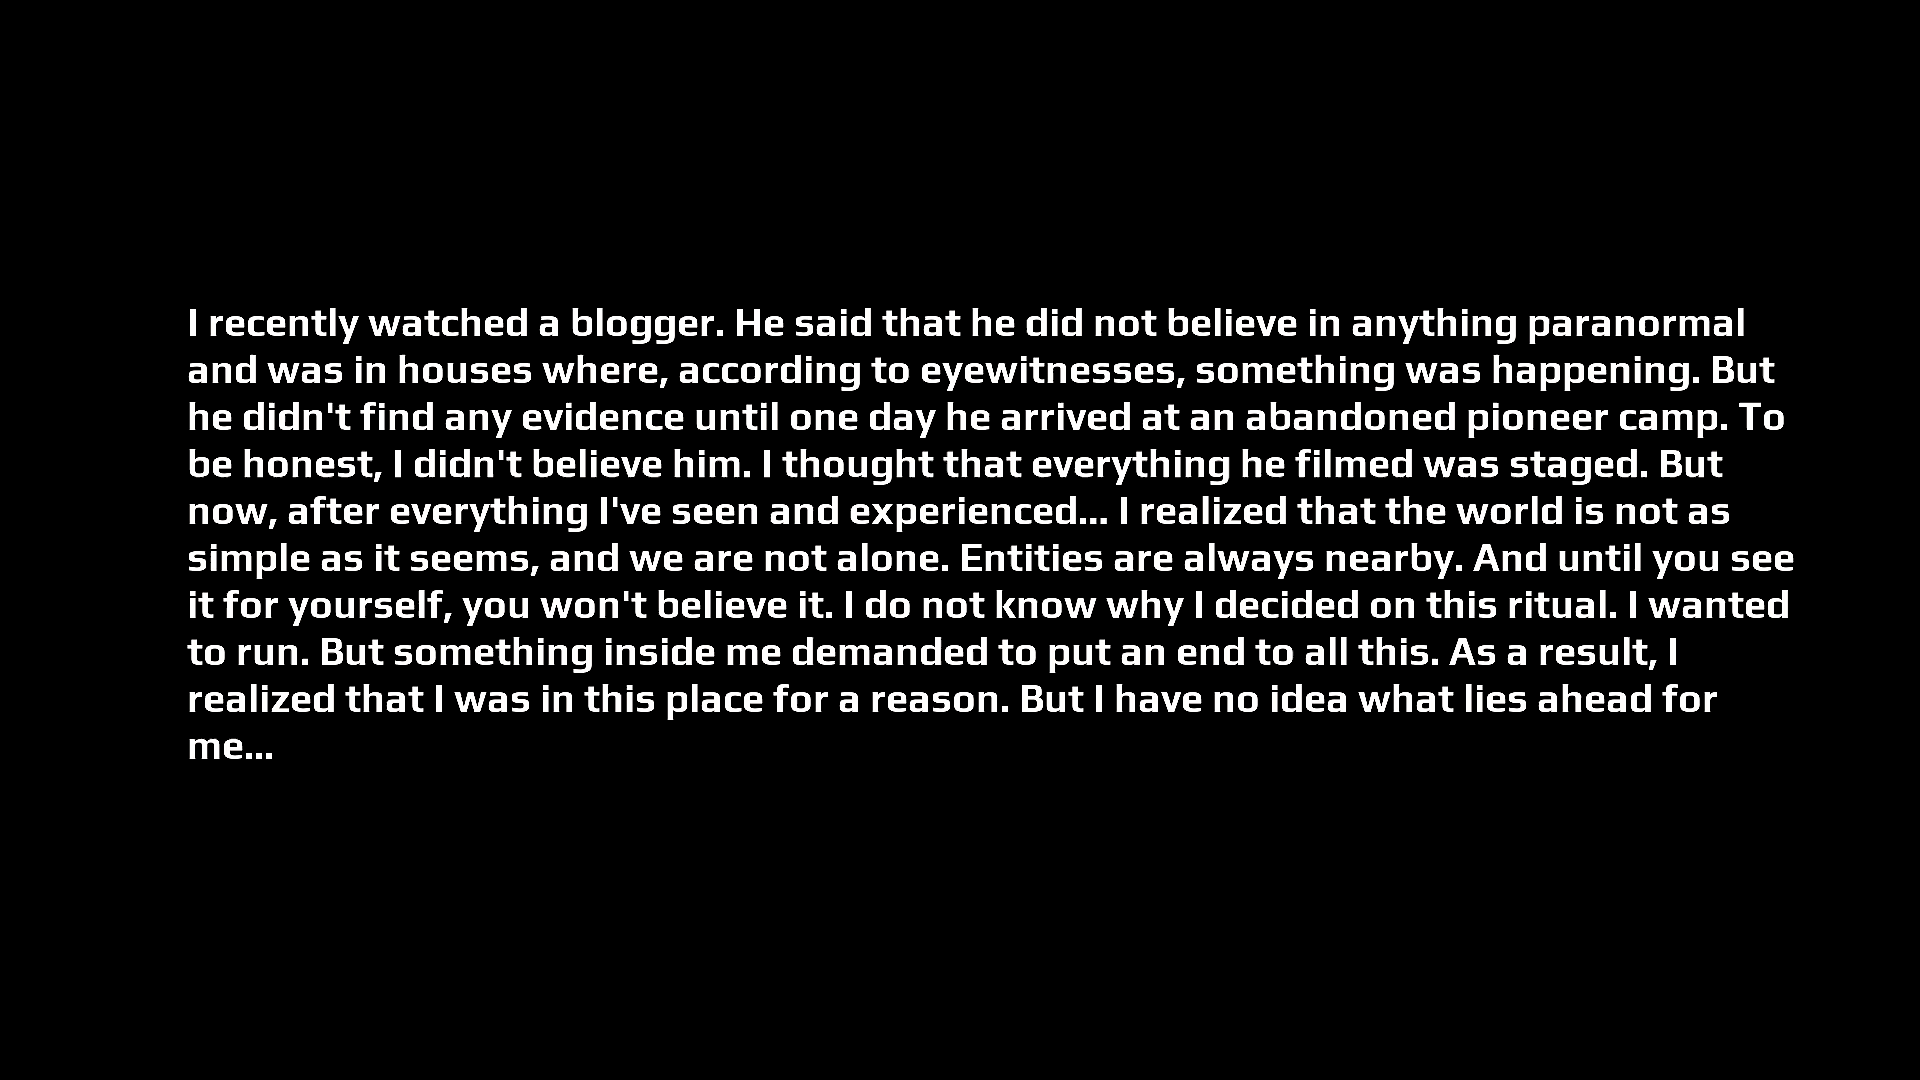 I recently watched a blogger. He said that he did not believe in anything paranormal
and was in houses where, according to eyewitnesses, something was happening. But
he didn't find any evidence until one day he arrived at an abandoned pioneer camp. To
be honest, I didn't believe him. I thought that everything he filmed was staged. But
now, after everything I've seen and experienced... I realized that the world is not as
simple as it seems, and we are not alone. Entities are always nearby. And until you see
it for yourself, you won't believe it. I do not know why I decided on this ritual. I wanted
to run. But something inside me demanded to put an end to all this. As a result, I
realized that I was in this place for a reason. But I have no idea what lies ahead for
me...